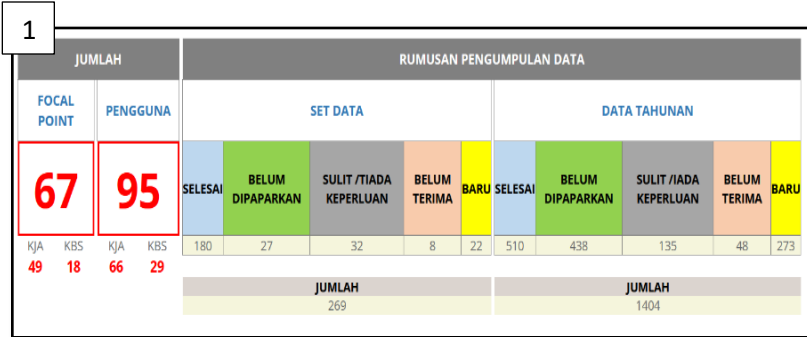 1
JUMLAH
RUMUSAN PENGUMPULAN DATA
FOCAL POINT
PENGGUNA
SET DATA
DATA TAHUNAN
67
95
SELESAI
BELUM DIPAPARKAN
SULIT /TIADA KEPERLUAN
BELUM TERIMA
BARU
SELESAI
BELUM DIPAPARKAN
SULIT /IADA KEPERLUAN
BELUM TERIMA
BARU
KJA KBS KJA KBS
49 18 66 29
180 27 32 8 22 510 438 135 48 273
JUMLAH JUMLAH
269 1404